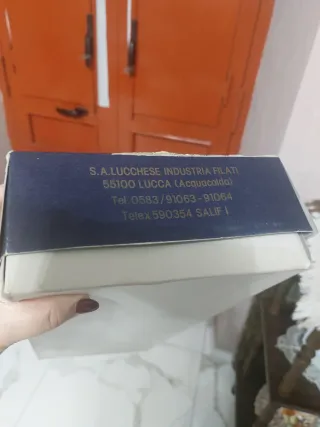 S.A.LUCCHESE INDUSTRIA FILATI
55100 LUCCA (Acquacalda)
Tel. 0583/91063-91064
Telex 590354 SALIF I